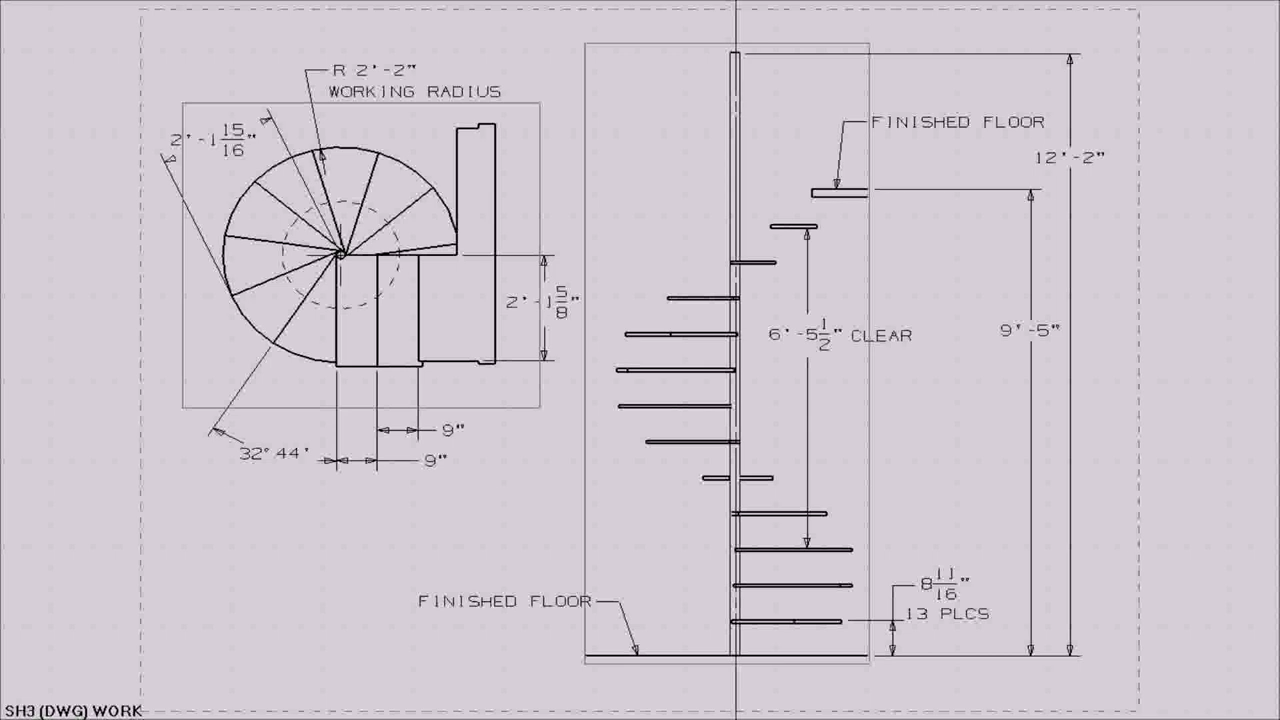 R 2'-2"
WORKING RADIUS
2'-1 15/16"
FINISHED FLOOR
12'-2"
2'-1 5/8"
6'-5 1/2" CLEAR
9'-5"
9"
32°44'
9"
8 11/16"
13 PLCS
FINISHED FLOOR
SH3 (DWG) WORK